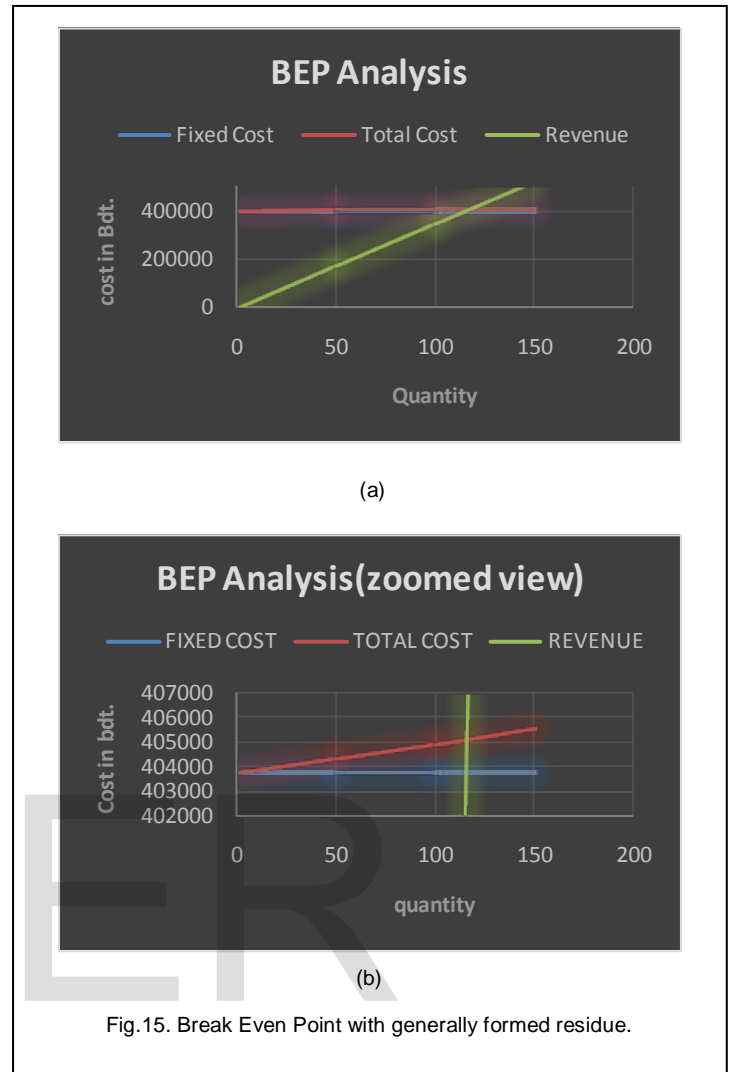 BEP Analysis
Fixed Cost Total Cost Revenue
cost in Bdt.
400000
200000
0
0 50 100 150 200
Quantity
(a)
BEP Analysis(zoomed view)
FIXED COST TOTAL COST REVENUE
Cost in bdt.
407000
406000
405000
404000
403000
402000
0 50 100 150 200
quantity
(b)
ER
Fig.15. Break Even Point with generally formed residue.